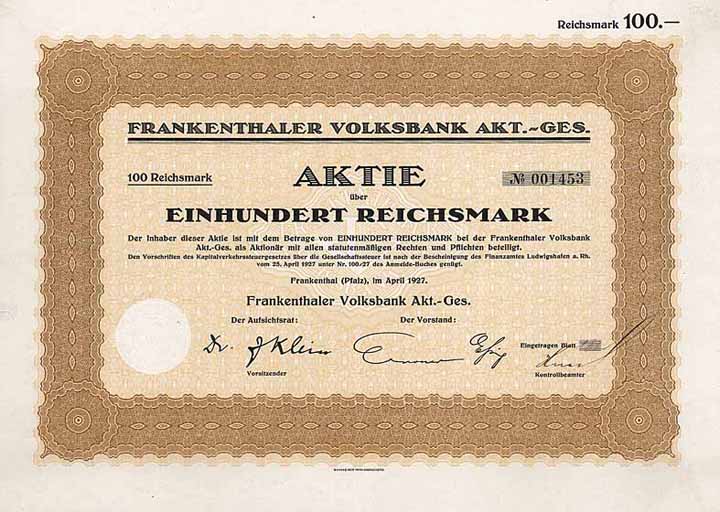 Reichsmark 100.—
FRANKENTHALER VOLKSBANK AKT.-GES.
100 Reichsmark
AKTIE
№ 001453
über
EINHUNDERT REICHSMARK
Der Inhaber dieser Aktie ist mit dem Betrage von EINHUNDERT REICHSMARK bei der Frankenthaler Volksbank
Akt.-Ges. als Aktionär mit allen statutenmäßigen Rechten und Pflichten beteiligt.
Den Vorschriften des Kapitalverkehrssteuergesetzes über die Gesellschaftssteuer ist nach der Bescheinigung des Finanzamtes Ludwigshafen a. Rh.
vom 25. April 1927 unter Nr. 100/27 des Anmelde-Buches genügt.
Frankenthal (Pfalz), im April 1927.
Frankenthaler Volksbank Akt.-Ges.
Der Aufsichtsrat:
Der Vorstand:
Eingetragen Blatt
Dr. J Klein
Vorsitzender
Kontrollbeamter